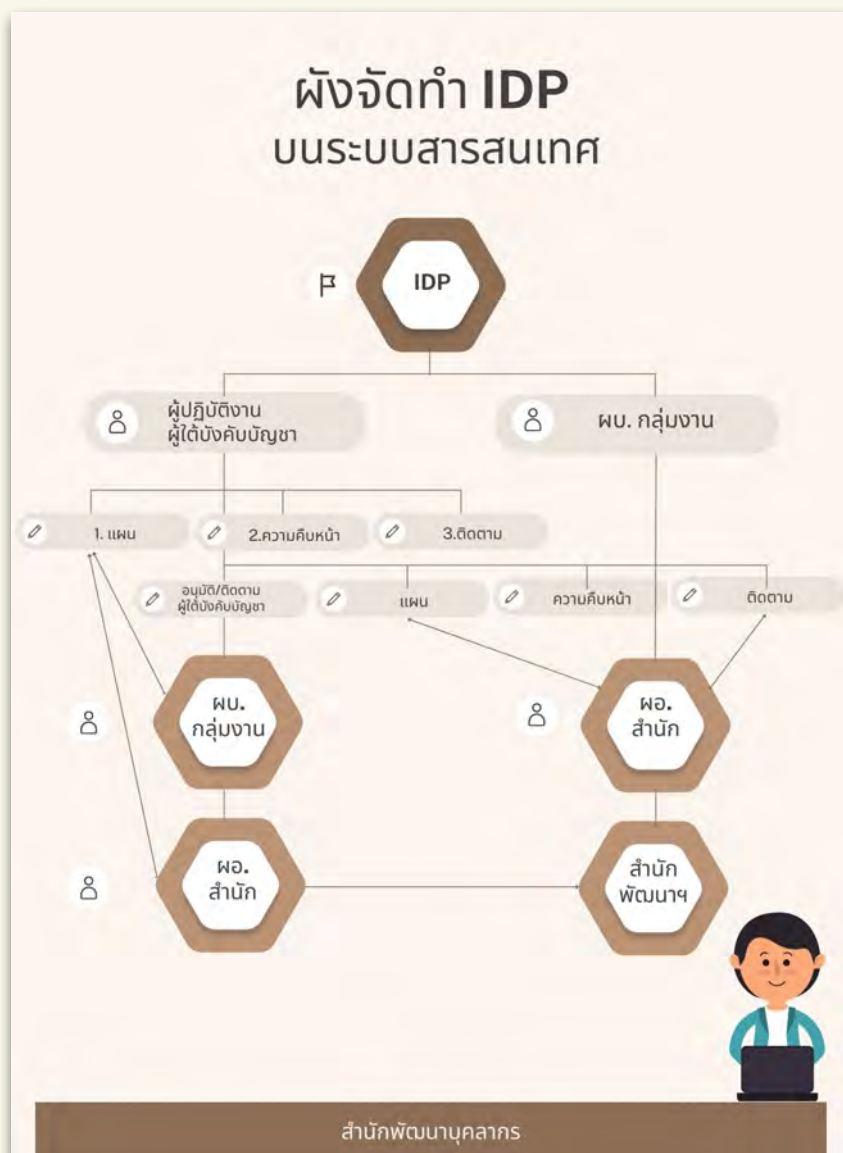 ผังจัดทำ IDP
บนระบบสารสนเทศ
IDP
ผู้ปฏิบัติงาน
ผู้ใต้บังคับบัญชา
ผบ. กลุ่มงาน
1. แผน
2.ความคืบหน้า
3.ติดตาม
อนุมัติ/ติดตาม
ผู้ใต้บังคับบัญชา
แผน
ความคืบหน้า
ติดตาม
ผบ.
กลุ่มงาน
ผอ.
สำนัก
ผอ.
สำนัก
สำนัก
พัฒนาฯ
สำนักพัฒนาบุคลากร